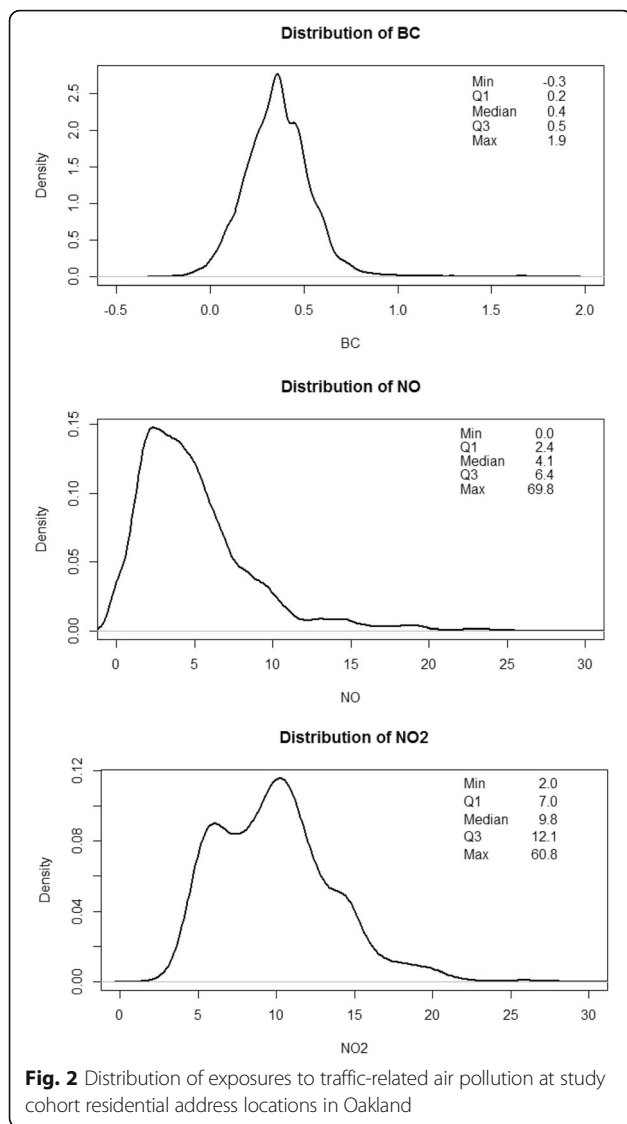 Distribution of BC
Min -0.3
Q1 0.2
Median 0.4
Q3 0.5
Max 1.9
Density
0.0 0.5 1.0 1.5 2.0 2.5
-0.5 0.0 0.5 1.0 1.5 2.0
BC
Distribution of NO
Min 0.0
Q1 2.4
Median 4.1
Q3 6.4
Max 69.8
Density
0.00 0.05 0.10 0.15
0 5 10 15 20 25 30
NO
Distribution of NO2
Min 2.0
Q1 7.0
Median 9.8
Q3 12.1
Max 60.8
Density
0.00 0.04 0.08 0.12
0 5 10 15 20 25 30
NO2
Fig. 2 Distribution of exposures to traffic-related air pollution at study
cohort residential address locations in Oakland